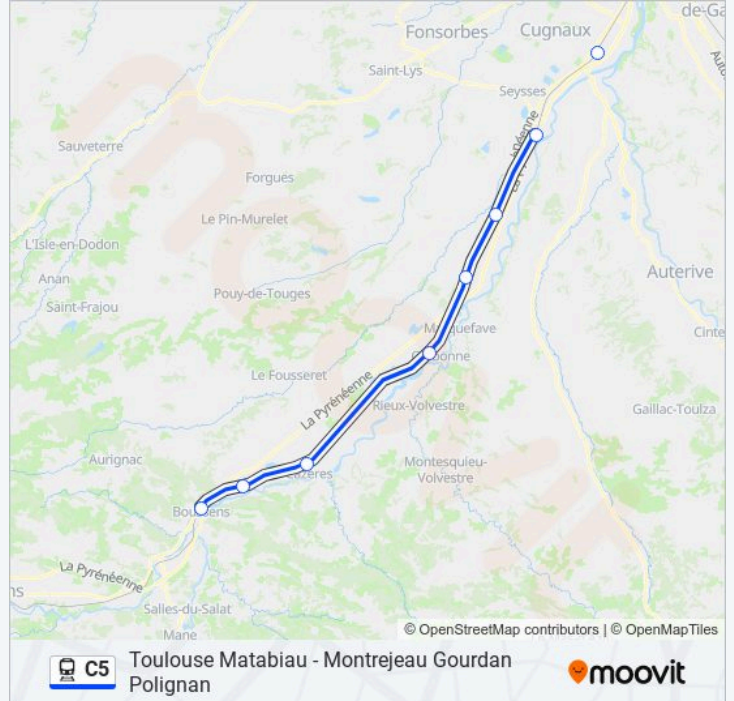 de-Ga
Fonsorbes
Cugnaux
Saint-Lys
Seysses
Sauveterre
Forgues
Le Pin-Murelet
L'Isle-en-Dodon
Anan
Saint-Frajou
Pouy-de-Touges
Auterive
Cinte
Le Fousseret
La Pyrénéenne
Rieux-Volvestre
Gaillac-Toulza
Aurignac
Montesquieu-
Volvestre
La Pyrénéenne
ns
Salles-du-Salat
Mane
© OpenStreetMap contributors | © OpenMapTiles
C5
Toulouse Matabiau - Montrejeau Gourdan
Polignan
moovit